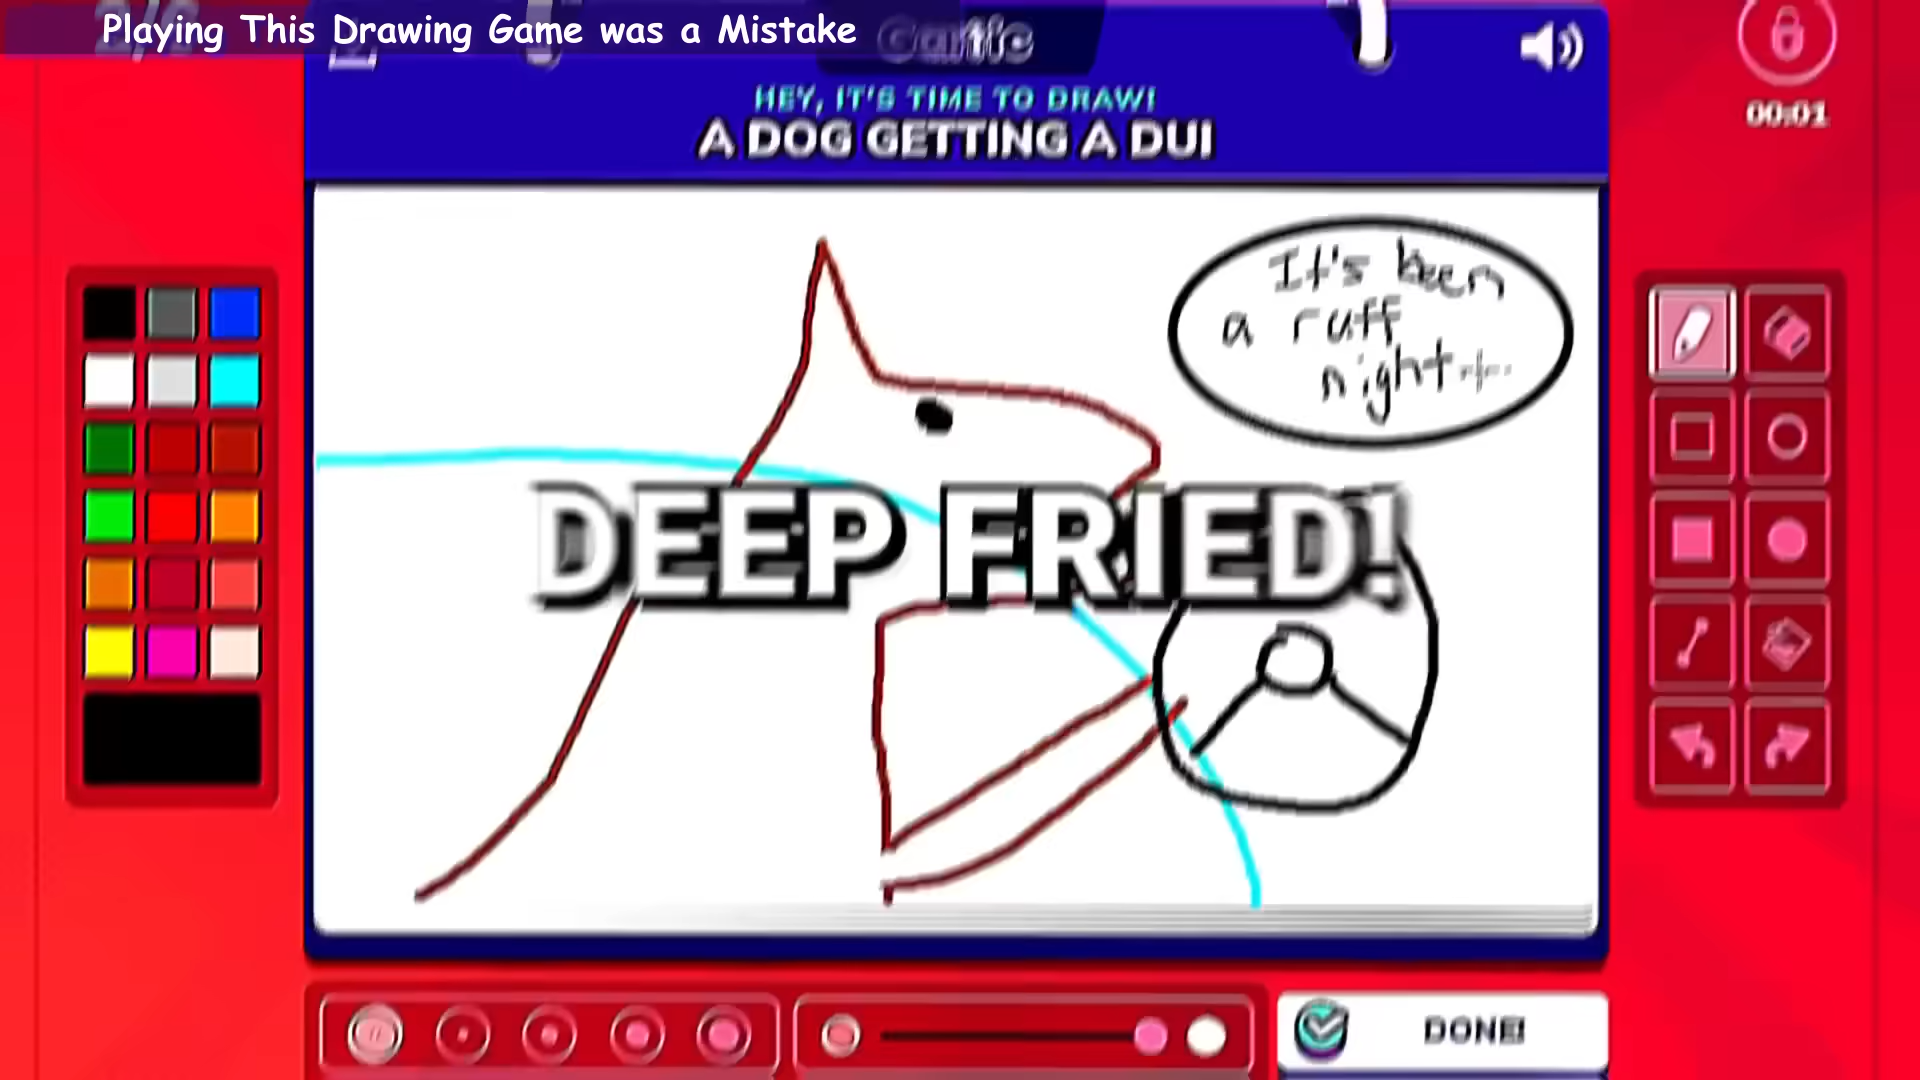 Playing This Drawing Game was a Mistake
Gartic
HEY, IT'S TIME TO DRAW!
A DOG GETTING A DUI
00:01
It's been
a ruff
night
DEEP FRIED!
DONE!